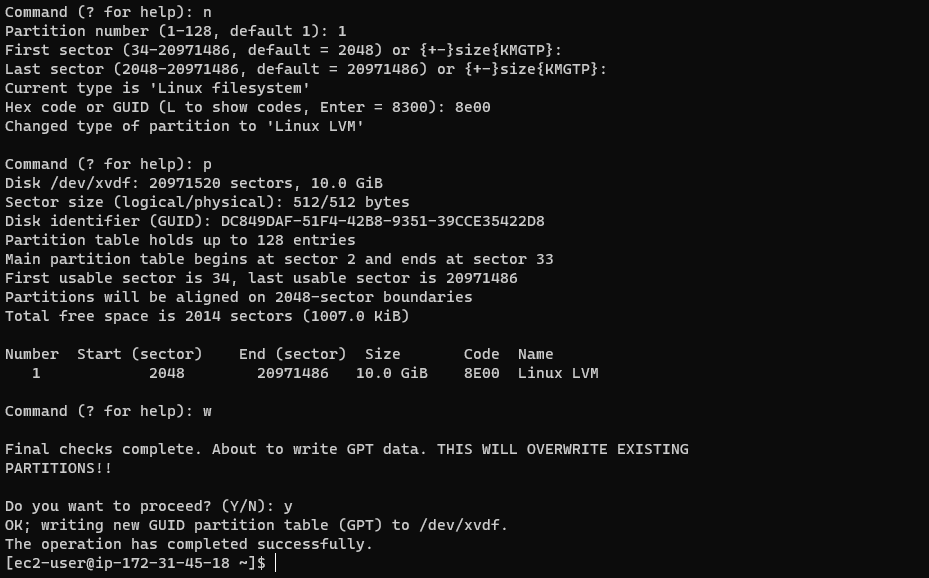 Command (? for help): n
Partition number (1-128, default 1): 1
First sector (34-20971486, default = 2048) or {+-}size{KMGTP}:
Last sector (2048-20971486, default = 20971486) or {+-}size{KMGTP}:
Current type is 'Linux filesystem'
Hex code or GUID (L to show codes, Enter = 8300): 8e00
Changed type of partition to 'Linux LVM'

Command (? for help): p
Disk /dev/xvdf: 20971520 sectors, 10.0 GiB
Sector size (logical/physical): 512/512 bytes
Disk identifier (GUID): DC849DAF-51F4-42B8-9351-39CCE35422D8
Partition table holds up to 128 entries
Main partition table begins at sector 2 and ends at sector 33
First usable sector is 34, last usable sector is 20971486
Partitions will be aligned on 2048-sector boundaries
Total free space is 2014 sectors (1007.0 KiB)

Number  Start (sector)    End (sector)  Size       Code  Name
   1            2048        20971486   10.0 GiB    8E00  Linux LVM

Command (? for help): w

Final checks complete. About to write GPT data. THIS WILL OVERWRITE EXISTING
PARTITIONS!!

Do you want to proceed? (Y/N): y
OK; writing new GUID partition table (GPT) to /dev/xvdf.
The operation has completed successfully.
[ec2-user@ip-172-31-45-18 ~]$